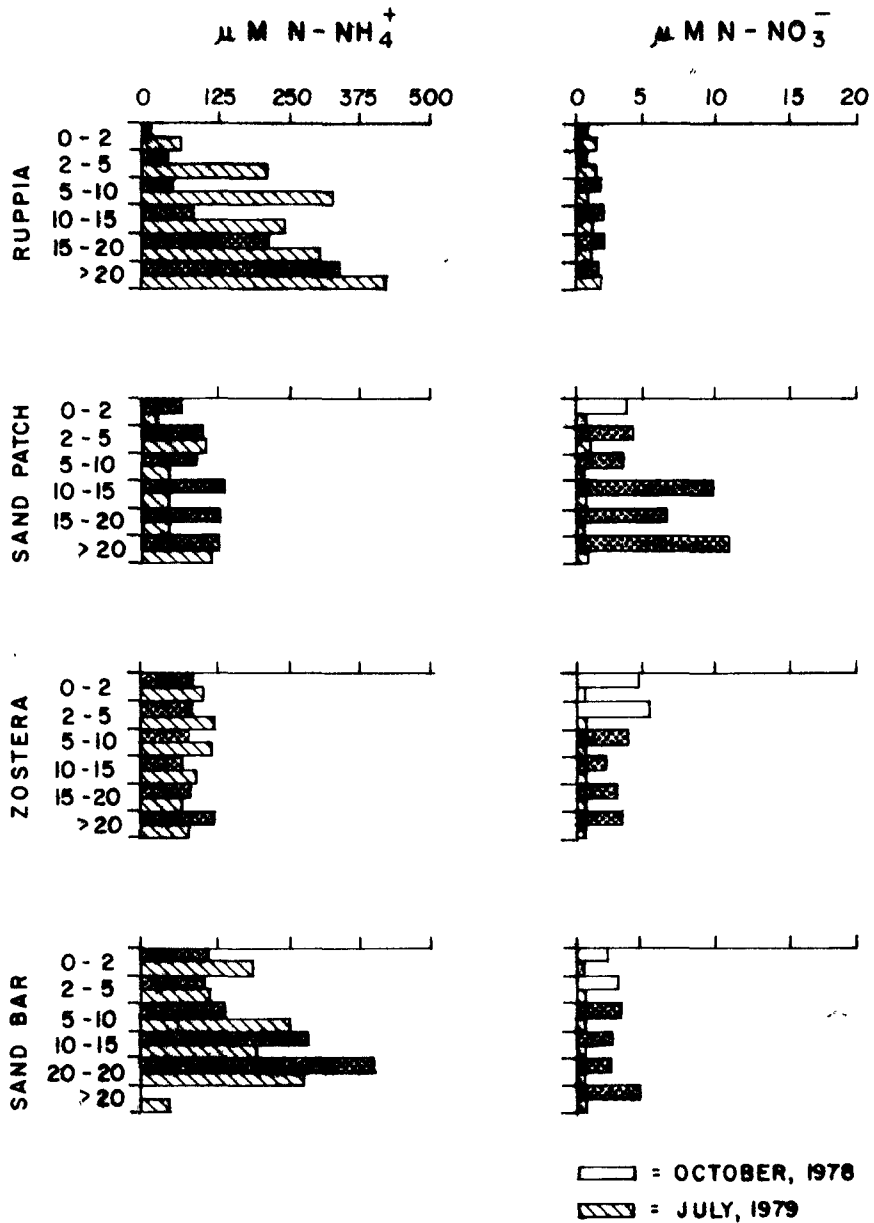 μ M N-NH₄⁺
μ M N-NO₃⁻
0 125 250 375 500
0 5 10 15 20
RUPPIA
0-2
2-5
5-10
10-15
15-20
>20
SAND PATCH
0-2
2-5
5-10
10-15
15-20
>20
ZOSTERA
0-2
2-5
5-10
10-15
15-20
>20
SAND BAR
0-2
2-5
5-10
10-15
20-20
>20
= OCTOBER, 1978
= JULY, 1979